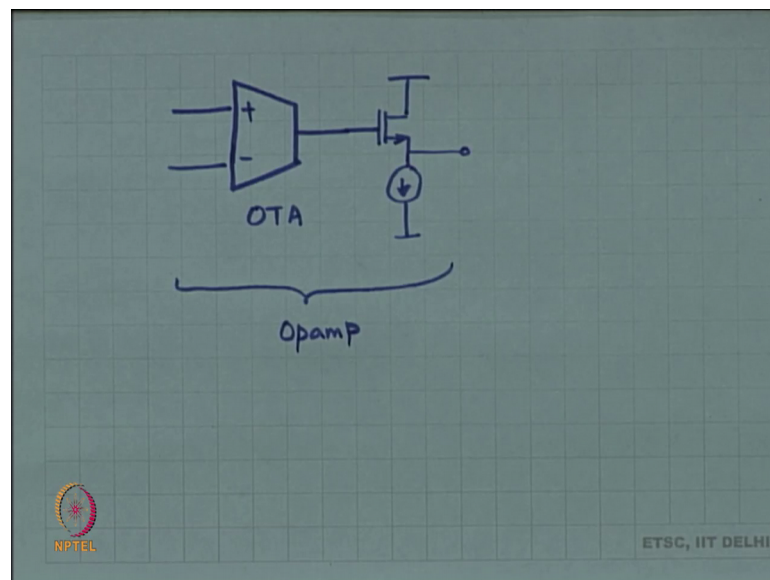 +
-
OTA
Opamp
NPTEL
ETSC, IIT DELHI